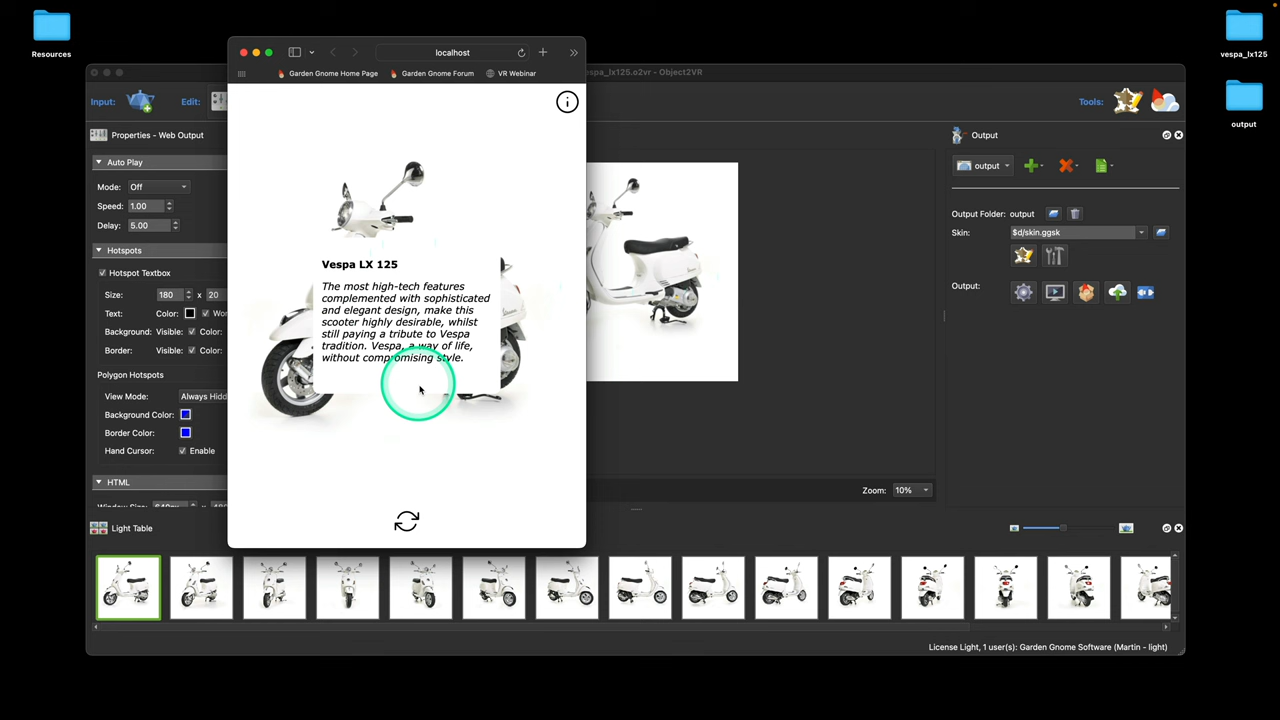 Resources
vespa_lx125
output
localhost
Garden Gnome Home Page
Garden Gnome Forum
VR Webinar
espa_lx125.o2vr - Object2VR
Input:
Edit:
Tools:
Properties - Web Output
Auto Play
Mode: Off
Speed: 1.00
Delay: 5.00
Hotspots
Hotspot Textbox
Size: 180 x 20
Text: Color:
Background: Visible: Color:
Border: Visible: Color:
Polygon Hotspots
View Mode: Always Hidd
Background Color:
Border Color:
Hand Cursor: Enable
HTML
Vespa LX 125
The most high-tech features
complemented with sophisticated
and elegant design, make this
scooter highly desirable, whilst
still paying a tribute to Vespa
tradition. Vespa, a way of life,
without compromising style.
Output
output
Output Folder: output
Skin: $d/skin.ggsk
Output:
Zoom: 10%
Light Table
License Light, 1 user(s): Garden Gnome Software (Martin - light)